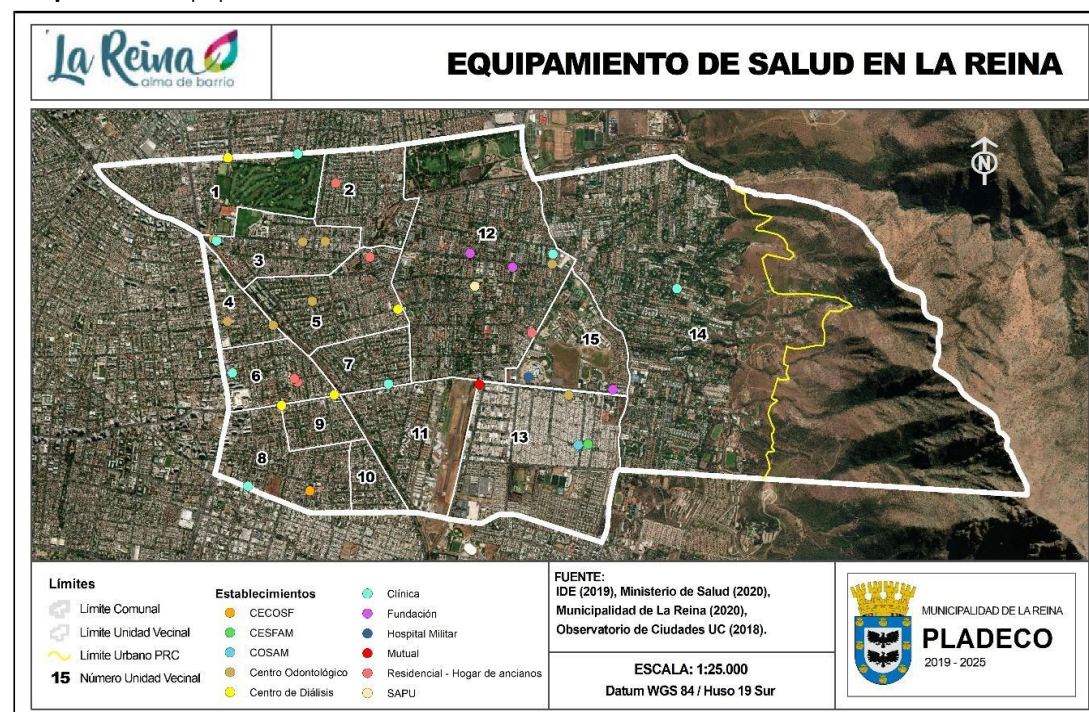 La Reina
alma de barrio
EQUIPAMIENTO DE SALUD EN LA REINA
N
1
2
3
4
5
6
7
8
9
10
11
12
13
14
15
Límites
Límite Comunal
Límite Unidad Vecinal
Límite Urbano PRC
15 Número Unidad Vecinal
Establecimientos
CECOSF
CESFAM
COSAM
Centro Odontológico
Centro de Diálisis
Clínica
Fundación
Hospital Militar
Mutual
Residencial - Hogar de ancianos
SAPU
FUENTE:
IDE (2019), Ministerio de Salud (2020),
Municipalidad de La Reina (2020),
Observatorio de Ciudades UC (2018).
ESCALA: 1:25.000
Datum WGS 84 / Huso 19 Sur
MUNICIPALIDAD DE LA REINA
PLADECO
2019 - 2025